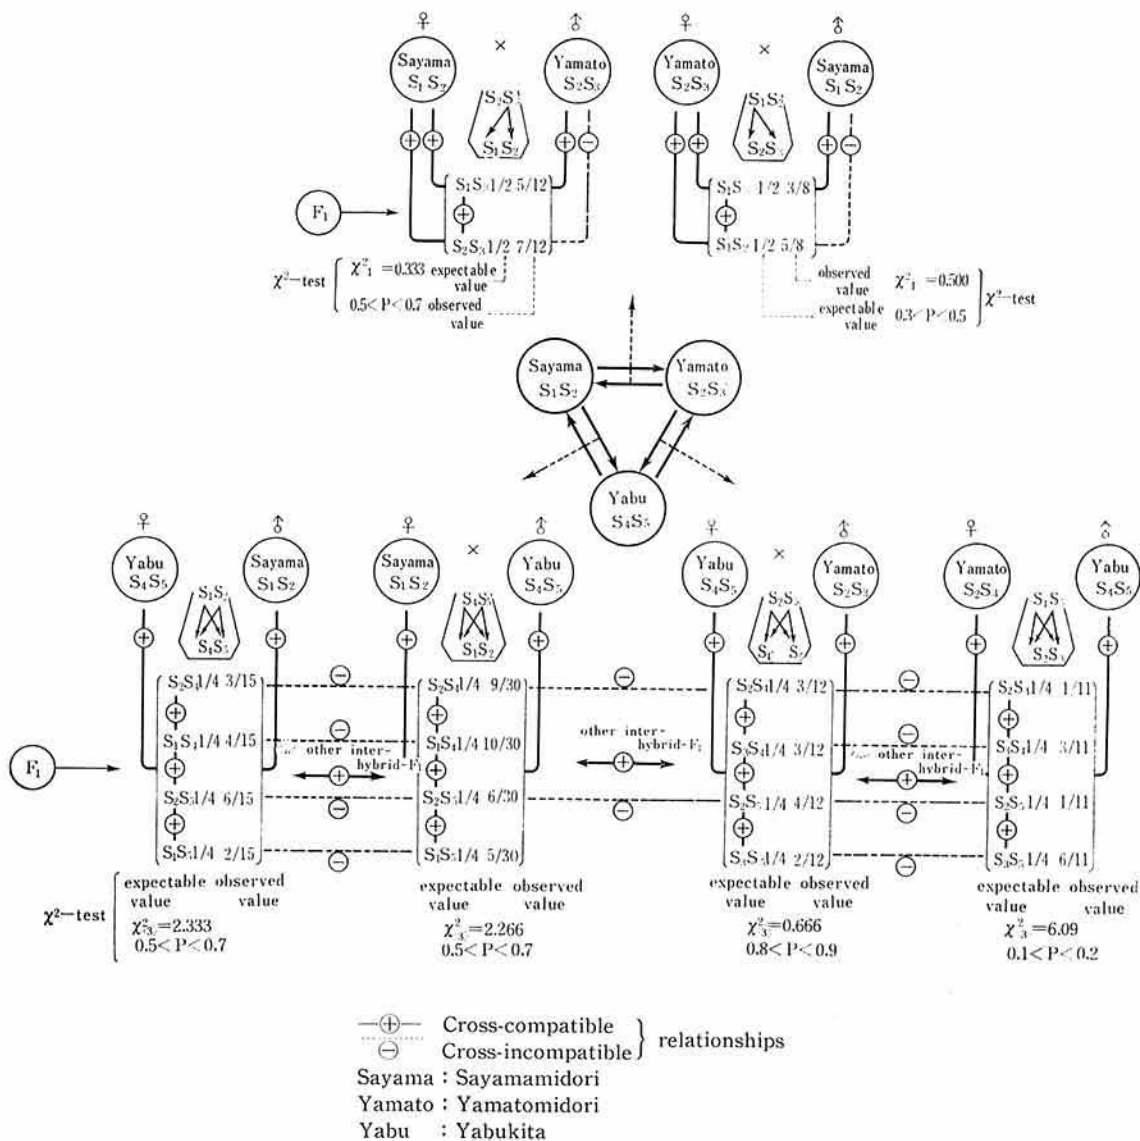 ♀ × ♂ ♀ × ♂
Sayama S₁ S₂
Yamato S₂S₃
Yamato S₂S₃
Sayama S₁ S₂
S₁S₂
S₂S₃
1/2 5/12
1/2 3/8
F₁
S₂S₃ 1/2 7/12
S₁S₂ 1/2 5/8
χ²-test
χ²₁ =0.333 expectable value
0.5< P<0.7 observed value
observed value χ²₁ =0.500
expectable value 0.3< P<0.5
χ²-test
Sayama S₁S₂
Yamato S₂S₃
Yabu S₄S₅
♀ ♂ ♀ × ♂ ♀ × ♂ ♀ ♂
Yabu S₄S₅
Sayama S₁S₂
Sayama S₁S₂
Yabu S₄S₅
Yabu S₄S₅
Yamato S₂S₃
Yamato
Yabu S₄S₅
S₄S₅
S₁S₂
S₂S₃
S₂S₄ 1/4 3/15
S₂S₄ 1/4 9/30
S₂S₄ 1/4 3/12
S₂S₄ 1/4 1/11
S₁S₄ 1/4 4/15
S₁S₄ 1/4 10/30
S₃S₄ 1/4 3/12
S₃S₄ 1/4 3/11
other inter-hybrid-F₁
other inter-hybrid-F₁
other inter-hybrid-F₁
F₁
S₂S₅ 1/4 6/15
S₂S₅ 1/4 6/30
S₂S₅ 1/4 4/12
S₂S₅ 1/4 1/11
S₁S₅ 1/4 2/15
S₁S₅ 1/4 5/30
S₃S₅ 1/4 2/12
S₃S₅ 1/4 6/11
χ²-test
expectable value observed value
χ²₃=2.333
0.5< P<0.7
expectable value observed value
χ²₃=2.266
0.5< P<0.7
expectable value observed value
χ²₃=0.666
0.8< P<0.9
expectable value observed value
χ²₃=6.09
0.1< P<0.2
⊕ Cross-compatible
⊖ Cross-incompatible
relationships
Sayama : Sayamamidori
Yamato : Yamatomidori
Yabu : Yabukita